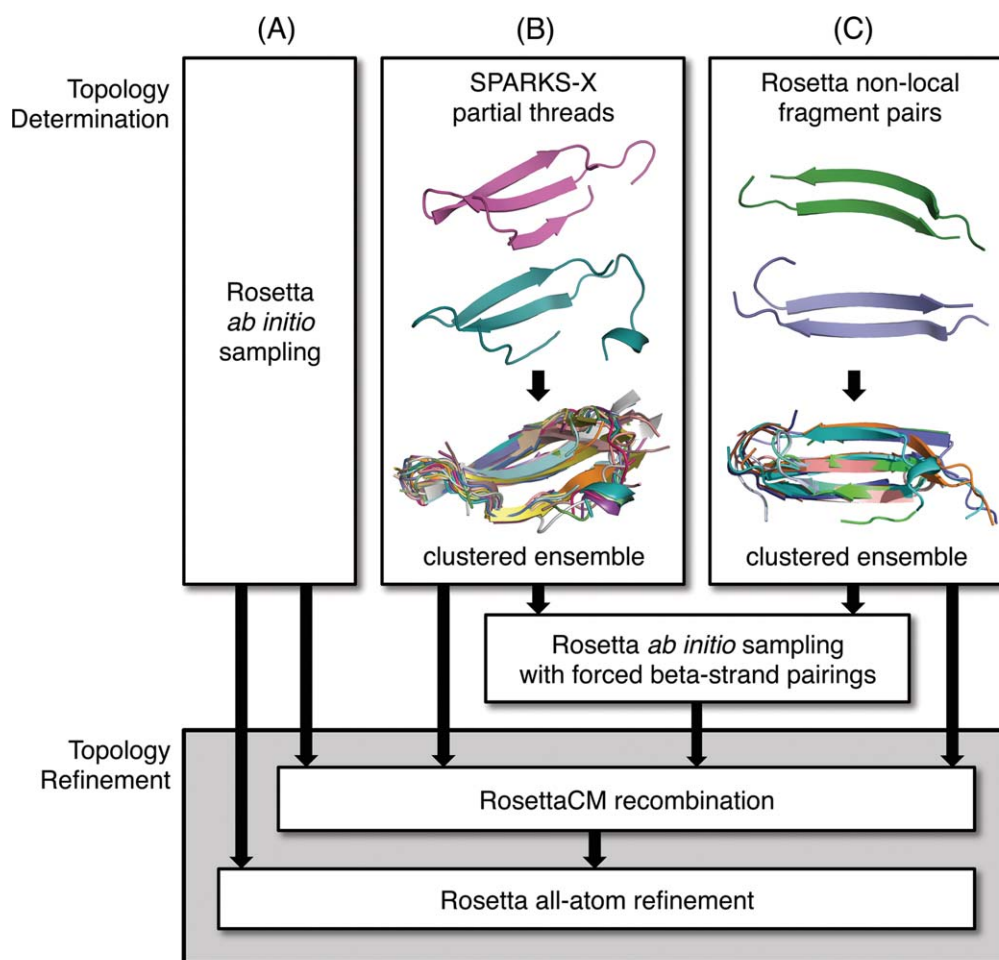 (A)
(B)
(C)
Topology
Determination
Rosetta
ab initio
sampling
SPARKS-X
partial threads
clustered ensemble
Rosetta non-local
fragment pairs
clustered ensemble
Rosetta ab initio sampling
with forced beta-strand pairings
Topology
Refinement
RosettaCM recombination
Rosetta all-atom refinement